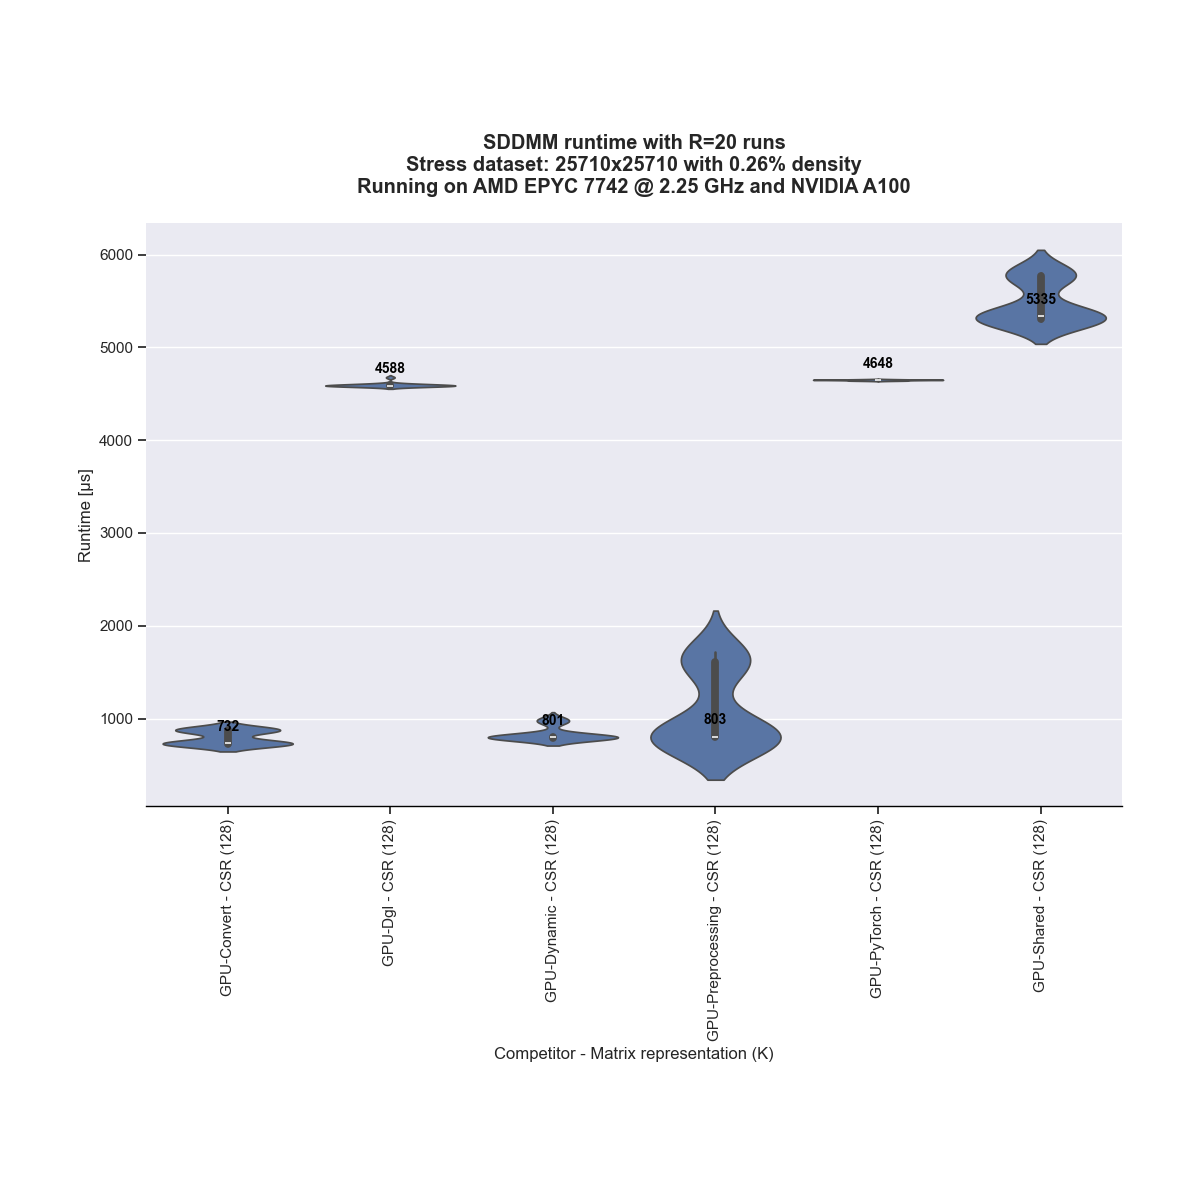 SDDMM runtime with R=20 runs
Stress dataset: 25710x25710 with 0.26% density
Running on AMD EPYC 7742 @ 2.25 GHz and NVIDIA A100
Runtime [µs]
6000
5000
4000
3000
2000
1000
732
4588
801
803
4648
5335
GPU-Convert - CSR (128)
GPU-Dgl - CSR (128)
GPU-Dynamic - CSR (128)
GPU-Preprocessing - CSR (128)
GPU-PyTorch - CSR (128)
GPU-Shared - CSR (128)
Competitor - Matrix representation (K)